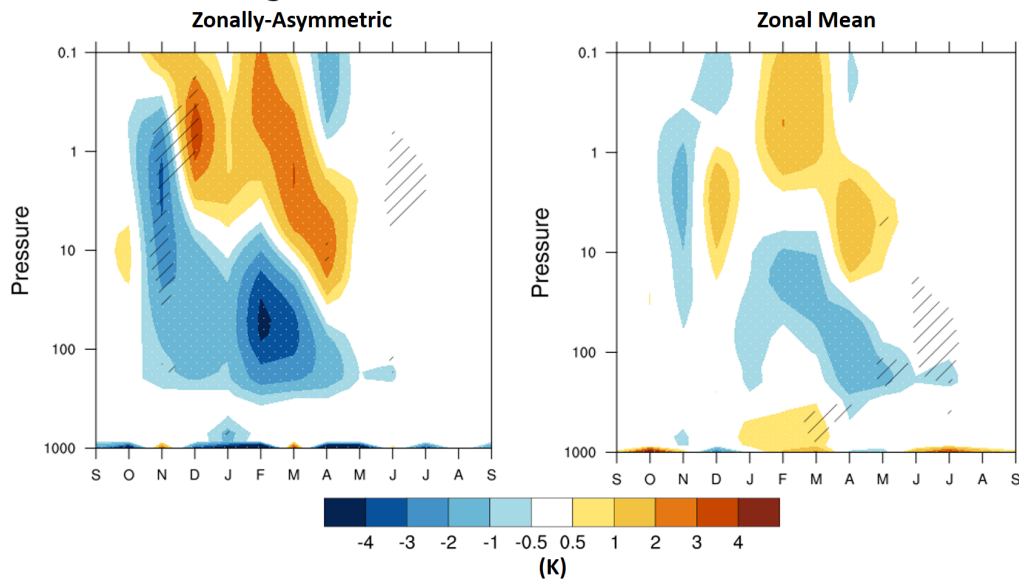 Zonally-Asymmetric
Zonal Mean
0.1
1
10
100
1000
Pressure
S O N D J F M A M J J A S
0.1
1
10
100
1000
Pressure
S O N D J F M A M J J A S
-4 -3 -2 -1 -0.5 0.5 1 2 3 4
(K)